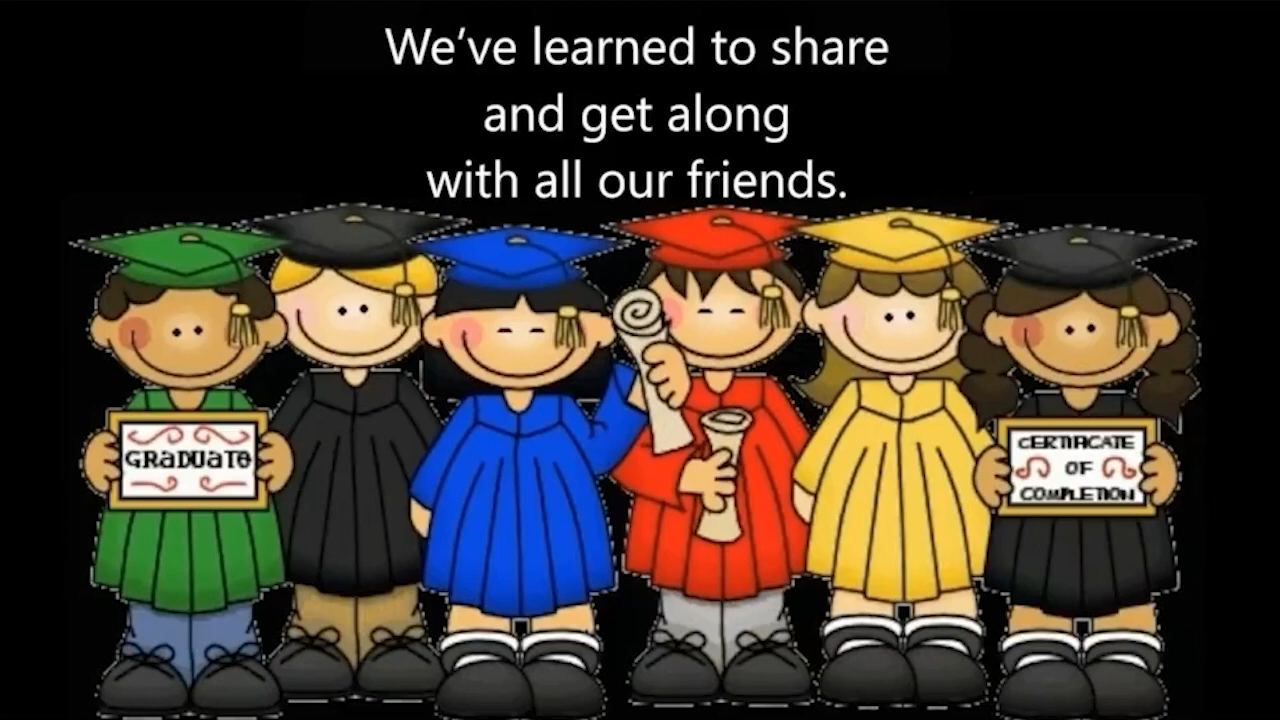 We've learned to share
and get along
with all our friends.
GRADUATE
CERTIFICATE
OF
COMPLETION